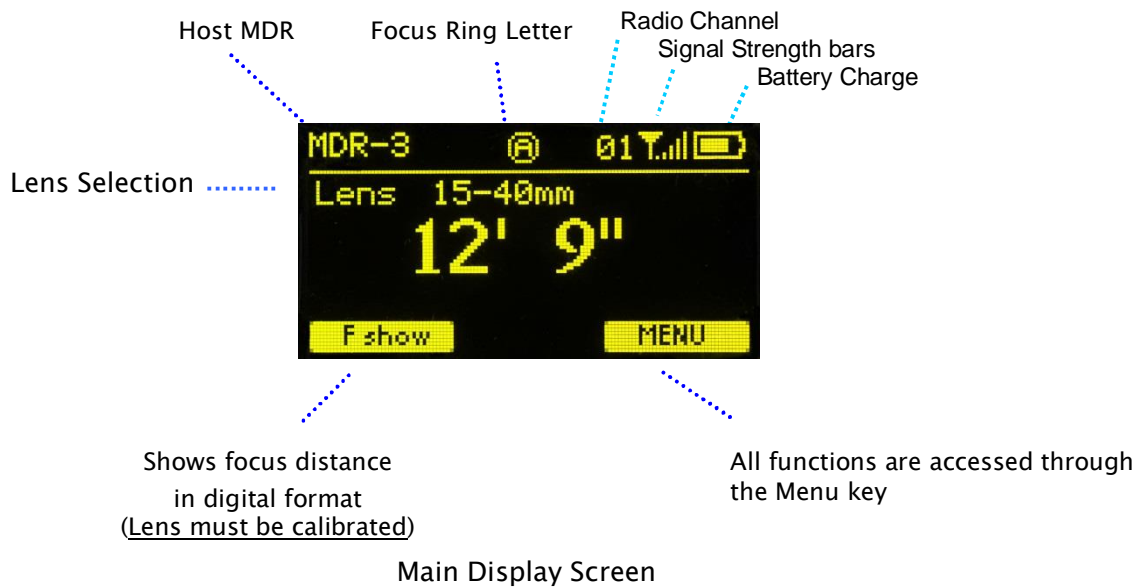 Host MDR
Focus Ring Letter
Radio Channel
Signal Strength bars
Battery Charge
MDR-3 A 01
Lens Selection
Lens 15-40mm
12' 9"
F show MENU
Shows focus distance
in digital format
(Lens must be calibrated)
All functions are accessed through
the Menu key
Main Display Screen